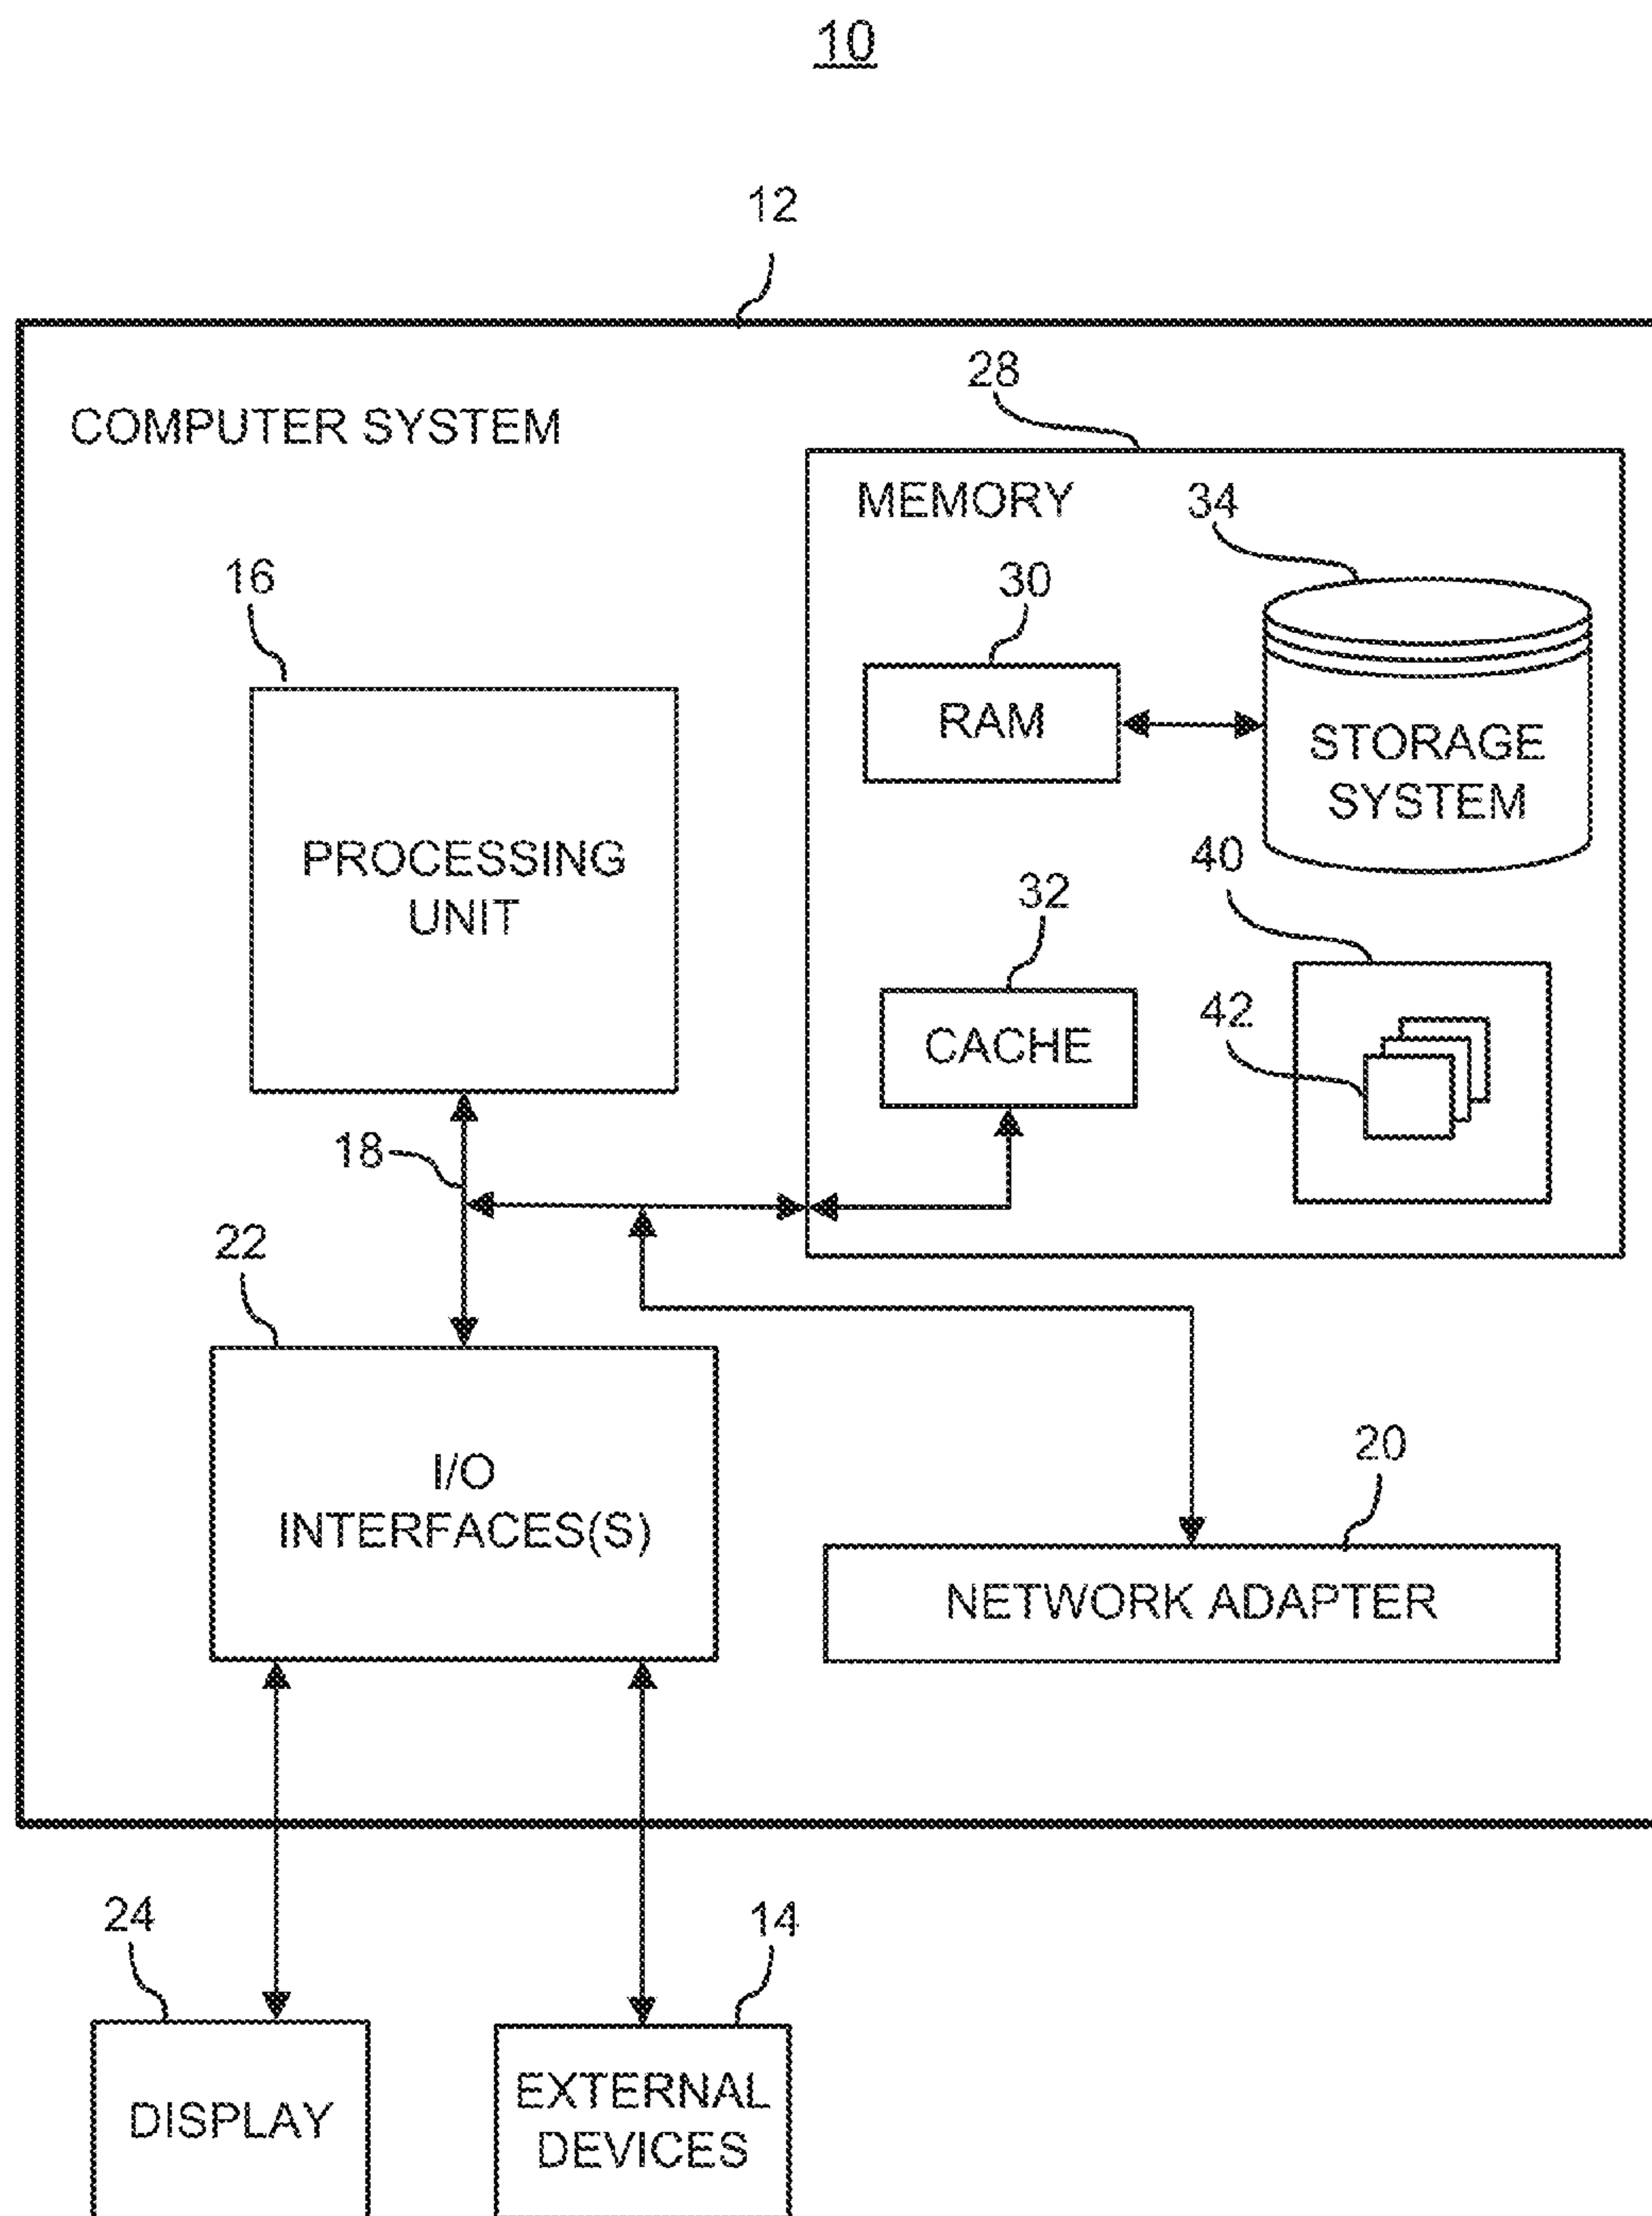 10
12
COMPUTER SYSTEM
28
MEMORY
34
16
30
RAM
STORAGE
SYSTEM
PROCESSING
UNIT
40
32
42
CACHE
18
22
I/O
INTERFACES(S)
20
NETWORK ADAPTER
24
14
DISPLAY
EXTERNAL
DEVICES